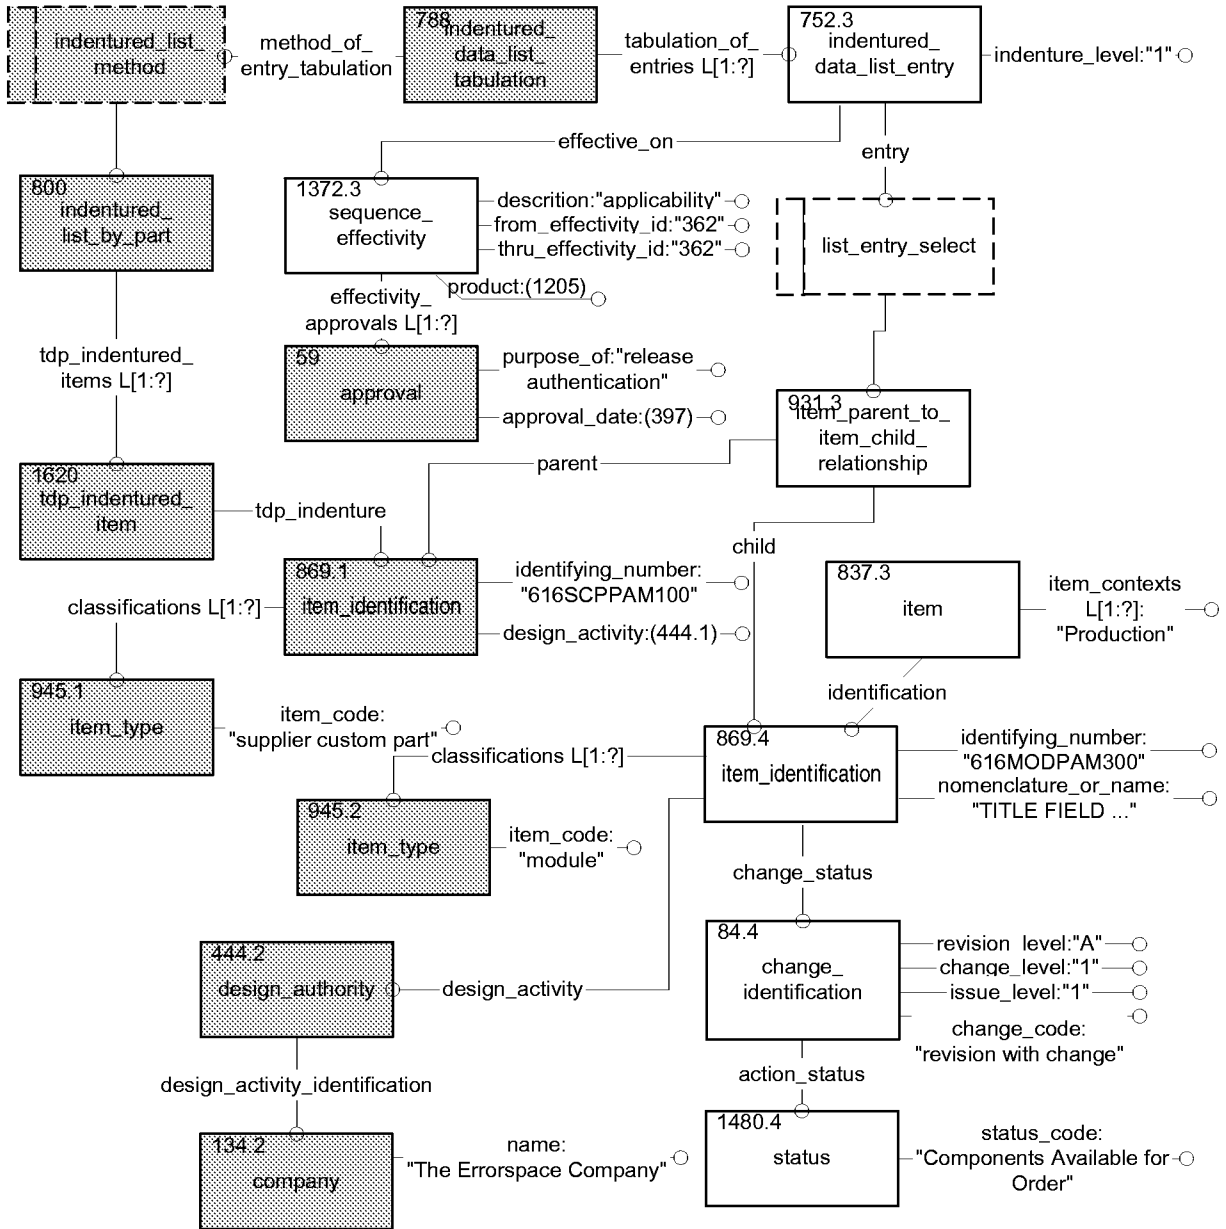 indentured_list_
method
method_of_
entry_tabulation
788
indentured_
data_list_
tabulation
tabulation_of_
entries L[1:?]
752.3
indentured_
data_list_entry
indenture_level:"1"
effective_on
entry
800
indentured_
list_by_part
1372.3
sequence_
effectivity
descrition:"applicability"
from_effectivity_id:"362"
thru_effectivity_id:"362"
product:(1205)
list_entry_select
effectivity_
approvals L[1:?]
tdp_indentured_
items L[1:?]
59
approval
purpose_of:"release
authentication"
approval_date:(397)
931.3
item_parent_to_
item_child_
relationship
parent
1620
tdp_indentured_
item
tdp_indenture
child
869.1
item_identification
identifying_number:
"616SCPPAM100"
design_activity:(444.1)
837.3
item
item_contexts
L[1:?]:
"Production"
classifications L[1:?]
identification
945.1
item_type
item_code:
"supplier custom part"
classifications L[1:?]
869.4
item_identification
identifying_number:
"616MODPAM300"
nomenclature_or_name:
"TITLE FIELD ..."
945.2
item_type
item_code:
"module"
change_status
444.2
design_authority
design_activity
84.4
change_
identification
revision_level:"A"
change_level:"1"
issue_level:"1"
change_code:
"revision with change"
design_activity_identification
action_status
134.2
company
name:
"The Errorspace Company"
1480.4
status
status_code:
"Components Available for
Order"